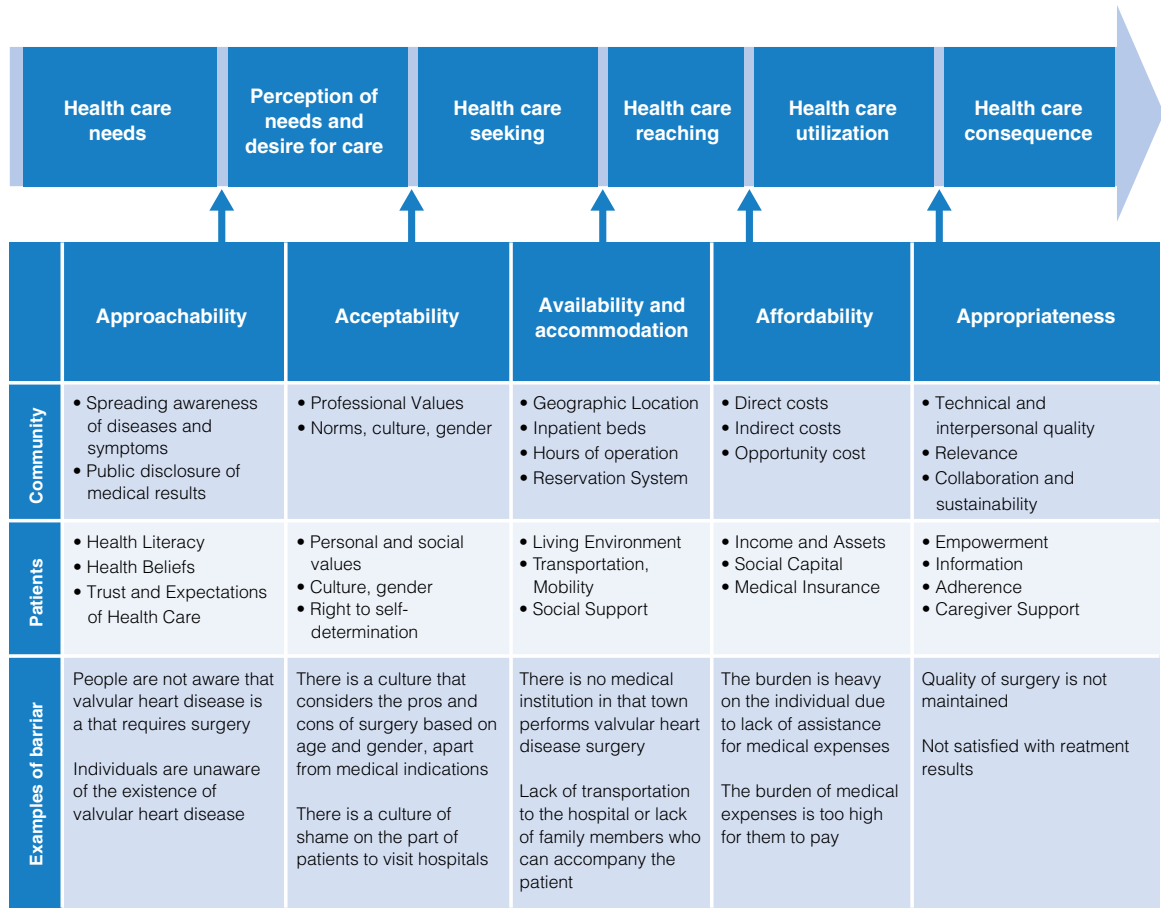 Health care
needs
Perception of
needs and
desire for care
Health care
seeking
Health care
reaching
Health care
utilization
Health care
consequence
Approachability
Acceptability
Availability and
accommodation
Affordability
Appropriateness
Community
• Spreading awareness
of diseases and
symptoms
• Public disclosure of
medical results
• Professional Values
• Norms, culture, gender
• Geographic Location
• Inpatient beds
• Hours of operation
• Reservation System
• Direct costs
• Indirect costs
• Opportunity cost
• Technical and
interpersonal quality
• Relevance
• Collaboration and
sustainability
Patients
• Health Literacy
• Health Beliefs
• Trust and Expectations
of Health Care
• Personal and social
values
• Culture, gender
• Right to self-
determination
• Living Environment
• Transportation,
Mobility
• Social Support
• Income and Assets
• Social Capital
• Medical Insurance
• Empowerment
• Information
• Adherence
• Caregiver Support
Examples of barriar
People are not aware that
valvular heart disease is
a that requires surgery
Individuals are unaware
of the existence of
valvular heart disease
There is a culture that
considers the pros and
cons of surgery based on
age and gender, apart
from medical indications
There is a culture of
shame on the part of
patients to visit hospitals
There is no medical
institution in that town
performs valvular heart
disease surgery
Lack of transportation
to the hospital or lack
of family members who
can accompany the
patient
The burden is heavy
on the individual due
to lack of assistance
for medical expenses
The burden of medical
expenses is too high
for them to pay
Quality of surgery is not
maintained
Not satisfied with reatment
results